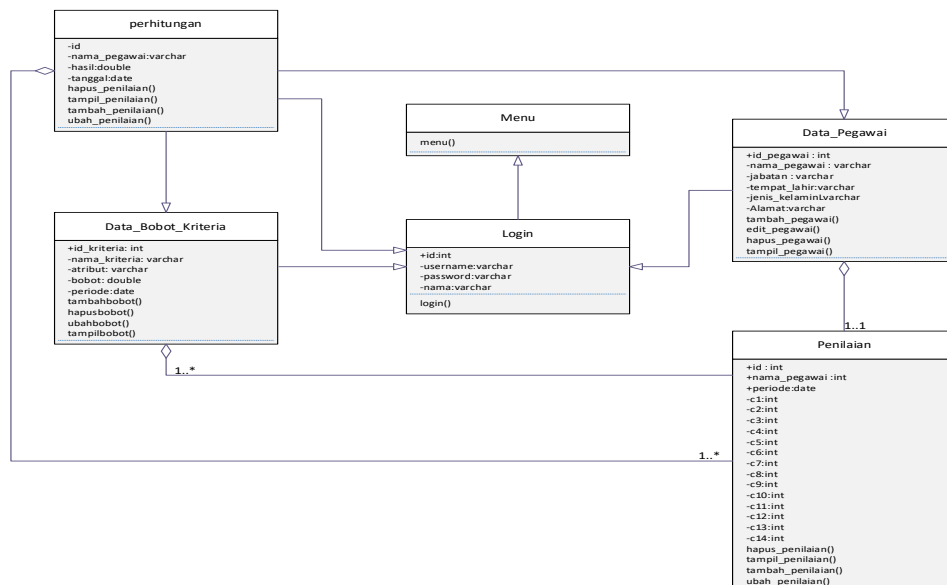 perhitungan
-id
-nama_pegawai:varchar
-hasil:double
-tanggal:date
hapus_penilaian()
tampil_penilaian()
tambah_penilaian()
ubah_penilaian()
Menu
menu()
Data_Pegawai
+id_pegawai : int
-nama_pegawai : varchar
-jabatan : varchar
-tempat_lahir:varchar
-jenis_kelaminLvarchar
-Alamat:varchar
tambah_pegawai()
edit_pegawai()
hapus_pegawai()
tampil_pegawai()
Data_Bobot_Kriteria
+id_kriteria: int
-nama_kriteria: varchar
-atribut: varchar
-bobot: double
-periode:date
tambahbobot()
hapusbobot()
ubahbobot()
tampilbobot()
Login
+id:int
-username:varchar
-password:varchar
-nama:varchar
login()
1..1
1..*
1..*
Penilaian
+id : int
+nama_pegawai :int
+periode:date
-c1:int
-c2:int
-c3:int
-c4:int
-c5:int
-c6:int
-c7:int
-c8:int
-c9:int
-c10:int
-c11:int
-c12:int
-c13:int
-c14:int
hapus_penilaian()
tampil_penilaian()
tambah_penilaian()
ubah_penilaian()